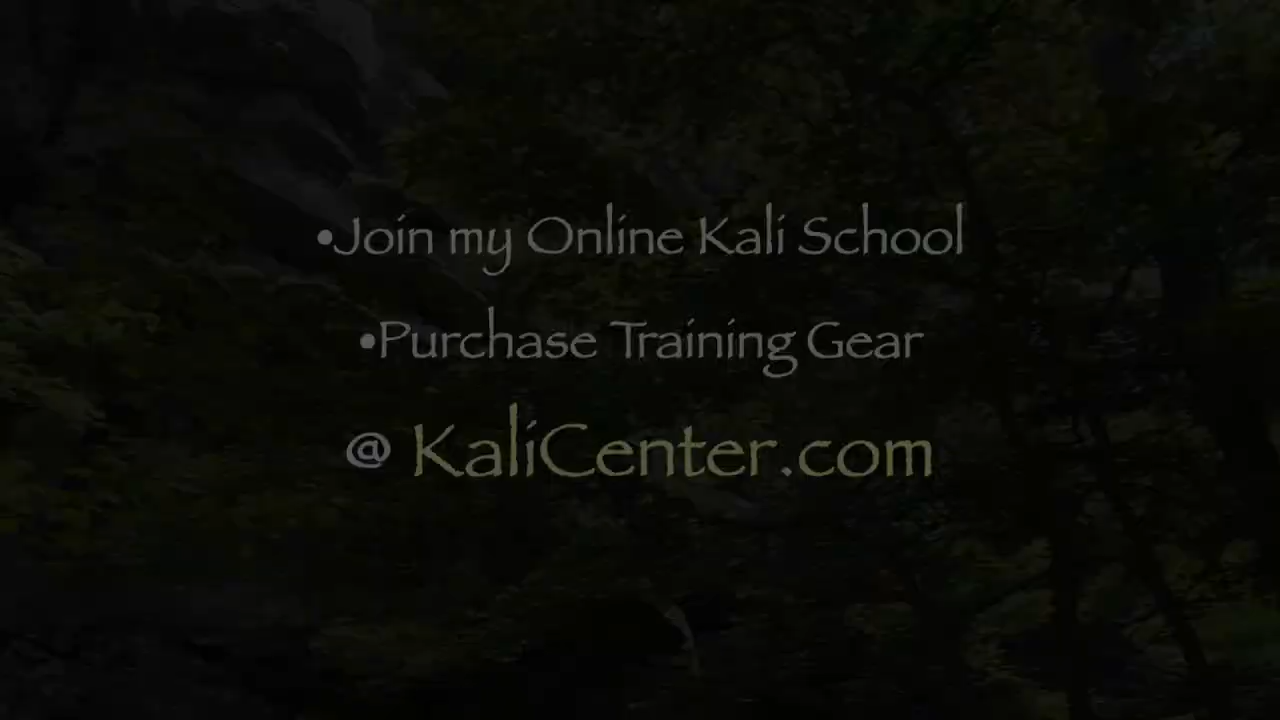 •Join my Online Kali School
•Purchase Training Gear
@ KaliCenter.com